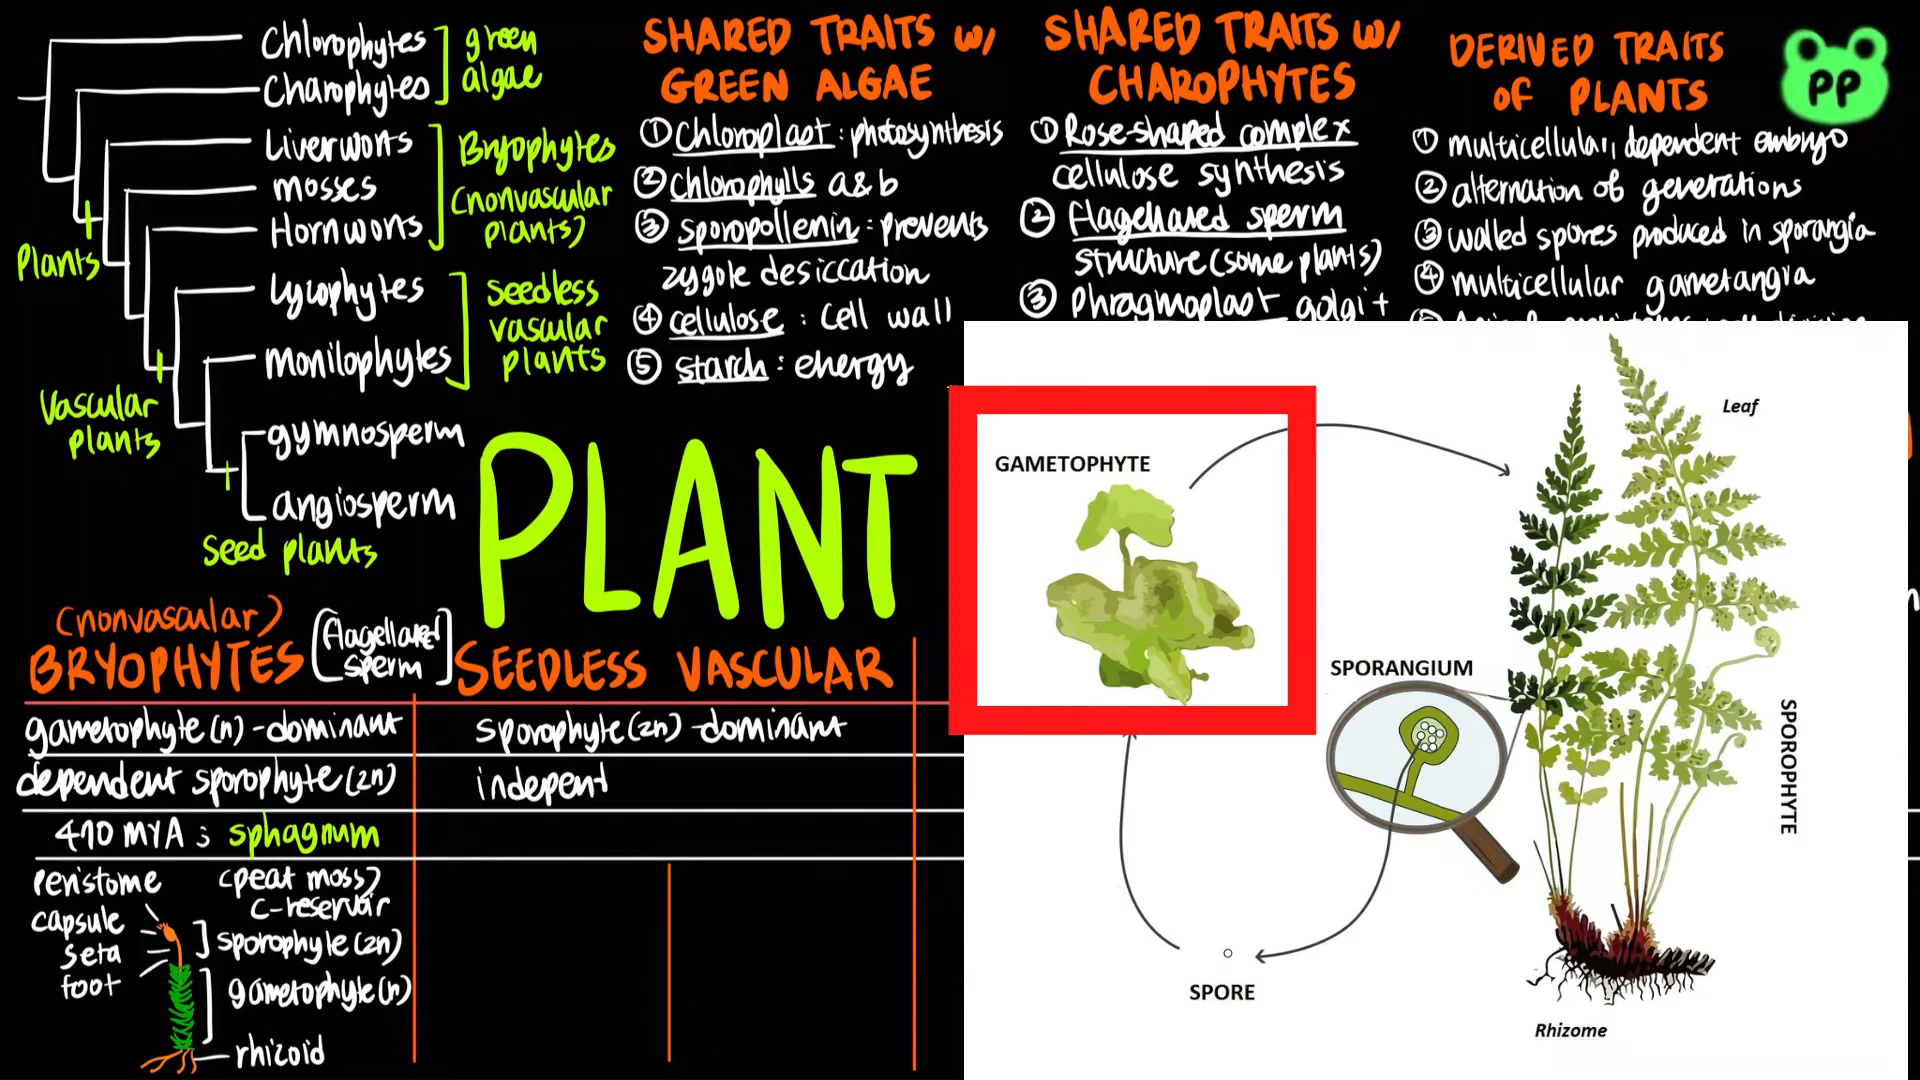 Chlorophytes
Charophytes
green
algae
Liverworts
mosses
Hornworts
Bryophytes
(nonvascular
plants)
Plants
Lycophytes
monilophytes
seedless
vascular
plants
Vascular
plants
gymnosperm
angiosperm
Seed plants
SHARED TRAITS w/
GREEN ALGAE
① Chloroplast : photosynthesis
② chlorophylls a & b
③ sporopollenin : prevents
zygote desiccation
④ cellulose : cell wall
⑤ starch : energy
SHARED TRAITS w/
CHAROPHYTES
① Rose-shaped complex
cellulose synthesis
② flagellated sperm
structure (some plants)
③ phragmoplast golgi +
DERIVED TRAITS
of PLANTS
PP
① multicellular, dependent embryo
② alternation of generations
③ walled spores produced in sporangia
④ multicellular gametangia
PLANT
(nonvascular)
BRYOPHYTES
(flagellated
sperm)
SEEDLESS VASCULAR
gametophyte (n) - dominant
sporophyte (2n) - dominant
dependent sporophyte (2n)
indepent
470 MYA ; sphagnum
(peat moss)
C-reservoir
peristome
capsule
seta
foot
sporophyte (2n)
gametophyte (n)
rhizoid
GAMETOPHYTE
Leaf
SPORANGIUM
SPOROPHYTE
SPORE
Rhizome